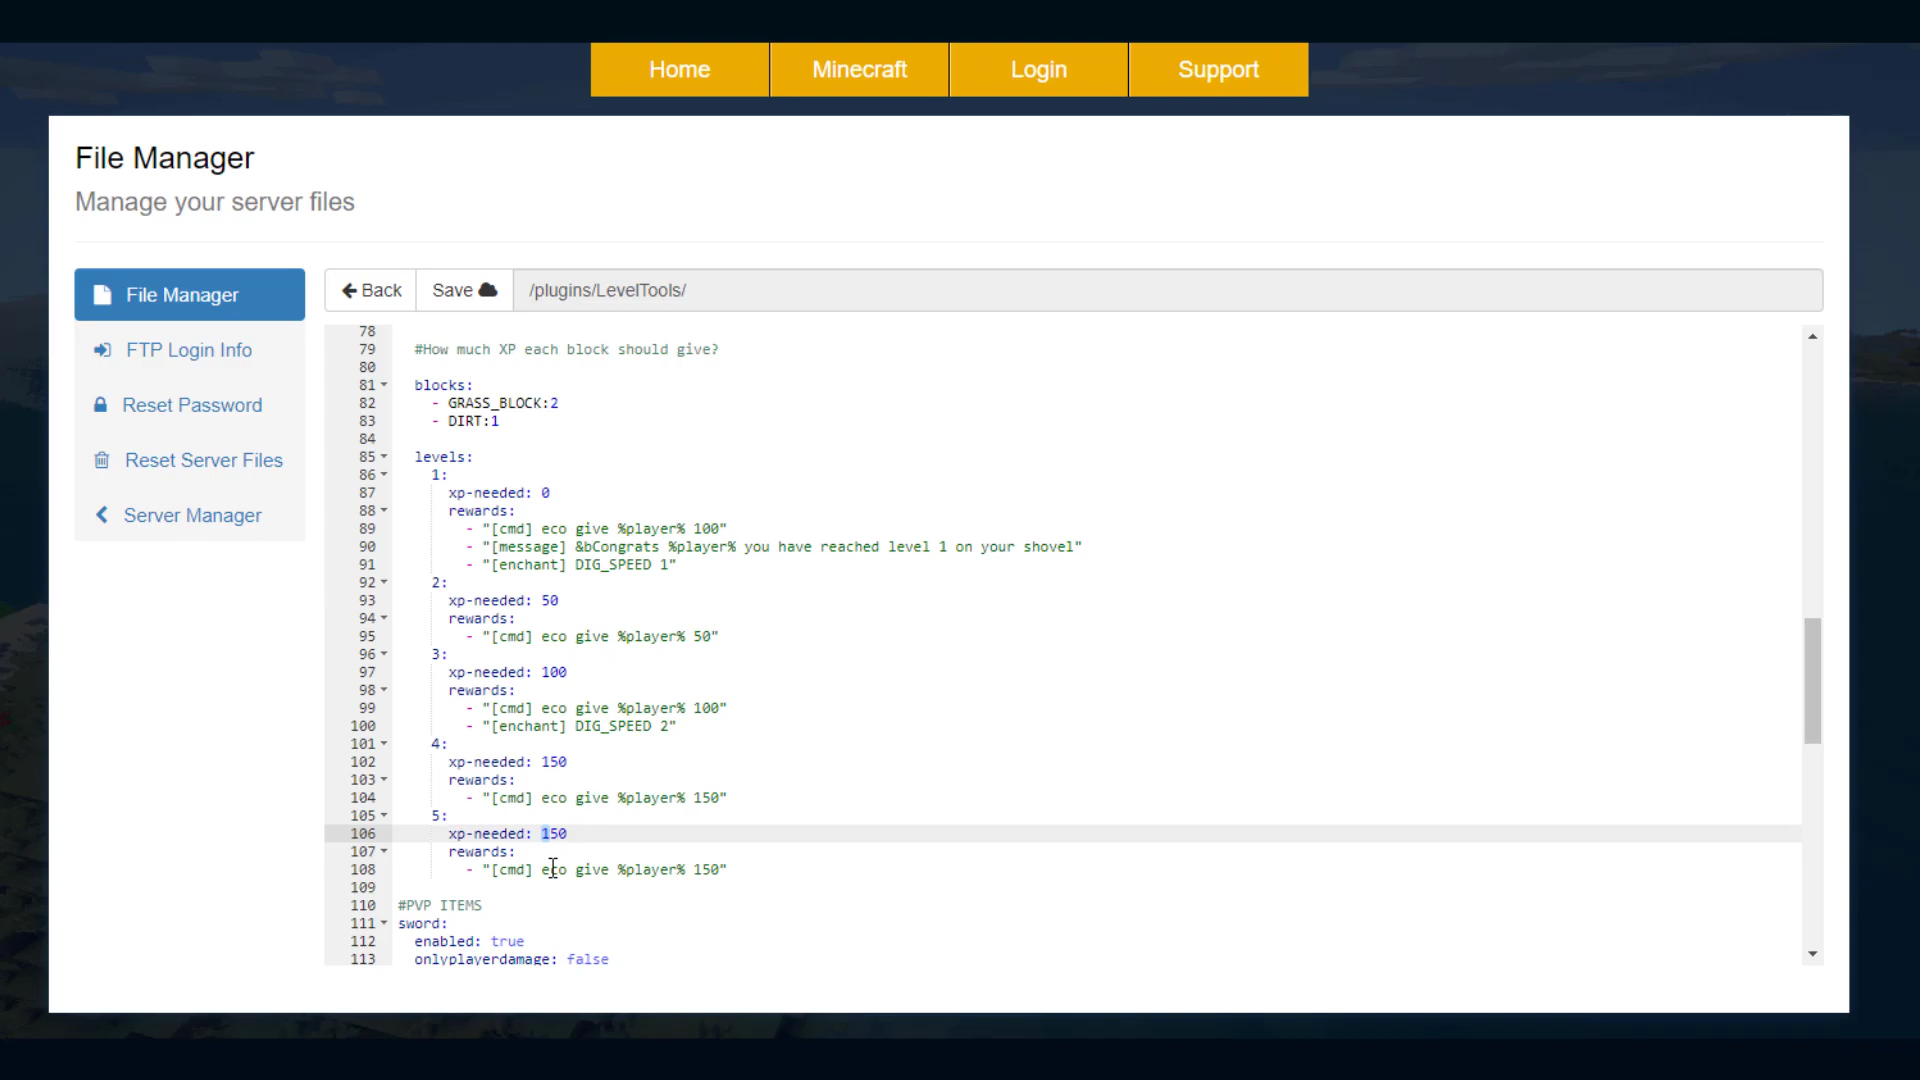 Home
Minecraft
Login
Support
File Manager
Manage your server files
File Manager
FTP Login Info
Reset Password
Reset Server Files
Server Manager
Back
Save
/plugins/LevelTools/
78
79 #How much XP each block should give?
80
81 blocks:
82 - GRASS_BLOCK:2
83 - DIRT:1
84
85 levels:
86 1:
87 xp-needed: 0
88 rewards:
89 - "[cmd] eco give %player% 100"
90 - "[message] &bCongrats %player% you have reached level 1 on your shovel"
91 - "[enchant] DIG_SPEED 1"
92 2:
93 xp-needed: 50
94 rewards:
95 - "[cmd] eco give %player% 50"
96 3:
97 xp-needed: 100
98 rewards:
99 - "[cmd] eco give %player% 100"
100 - "[enchant] DIG_SPEED 2"
101 4:
102 xp-needed: 150
103 rewards:
104 - "[cmd] eco give %player% 150"
105 5:
106 xp-needed: 150
107 rewards:
108 - "[cmd] eco give %player% 150"
109
110 #PVP ITEMS
111 sword:
112 enabled: true
113 onlyplayerdamage: false